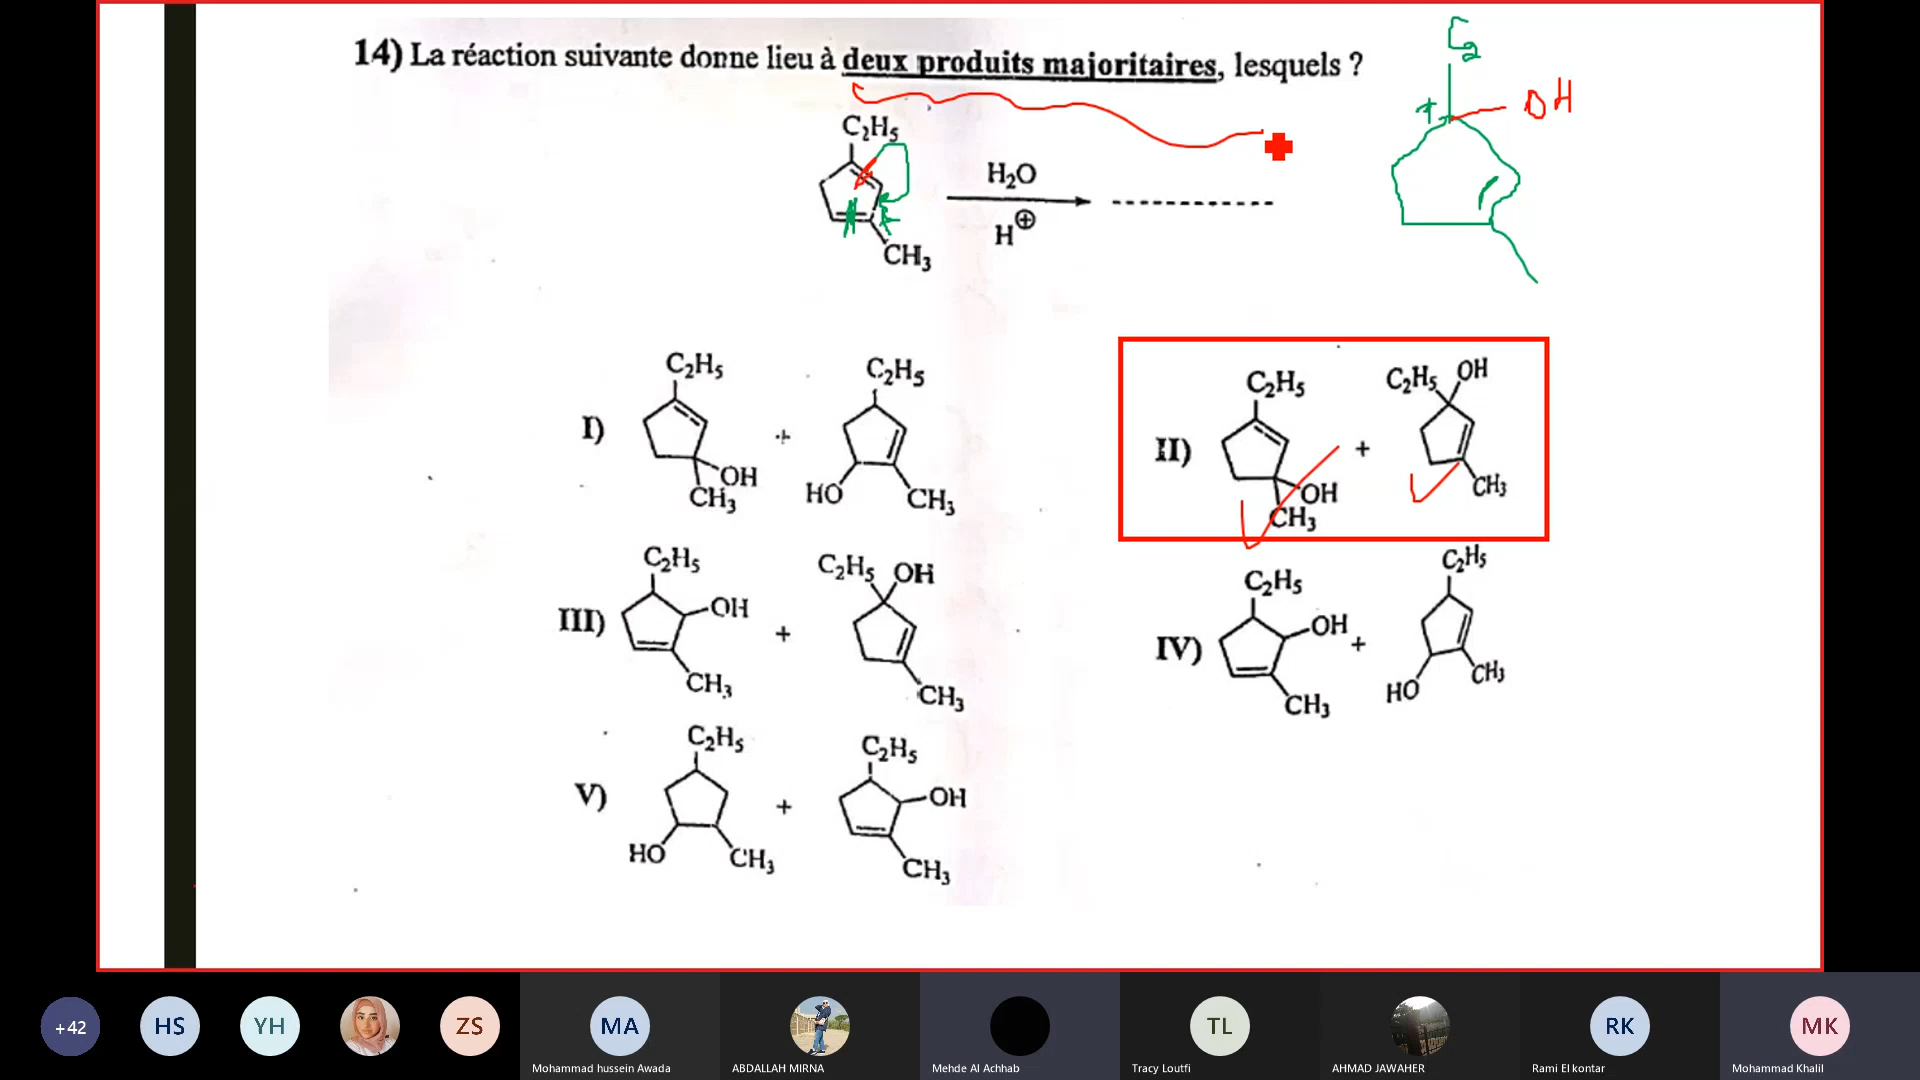 14) La réaction suivante donne lieu à deux produits majoritaires, lesquels ?
C₂
+
OH
C₂H₅
CH₃
H₂O
H⊕
I)
C₂H₅
OH
CH₃
+
C₂H₅
HO
CH₃
II)
C₂H₅
OH
CH₃
+
C₂H₅ OH
CH₃
III)
C₂H₅
OH
CH₃
+
C₂H₅ OH
CH₃
IV)
C₂H₅
OH
CH₃
+
C₂H₅
HO
CH₃
V)
C₂H₅
HO
CH₃
+
C₂H₅
OH
CH₃
+42
HS
YH
ZS
MA
Mohammad hussein Awada
ABDALLAH MIRNA
Mehde Al Achhab
TL
Tracy Loutfi
AHMAD JAWAHER
RK
Rami El kontar
MK
Mohammad Khalil